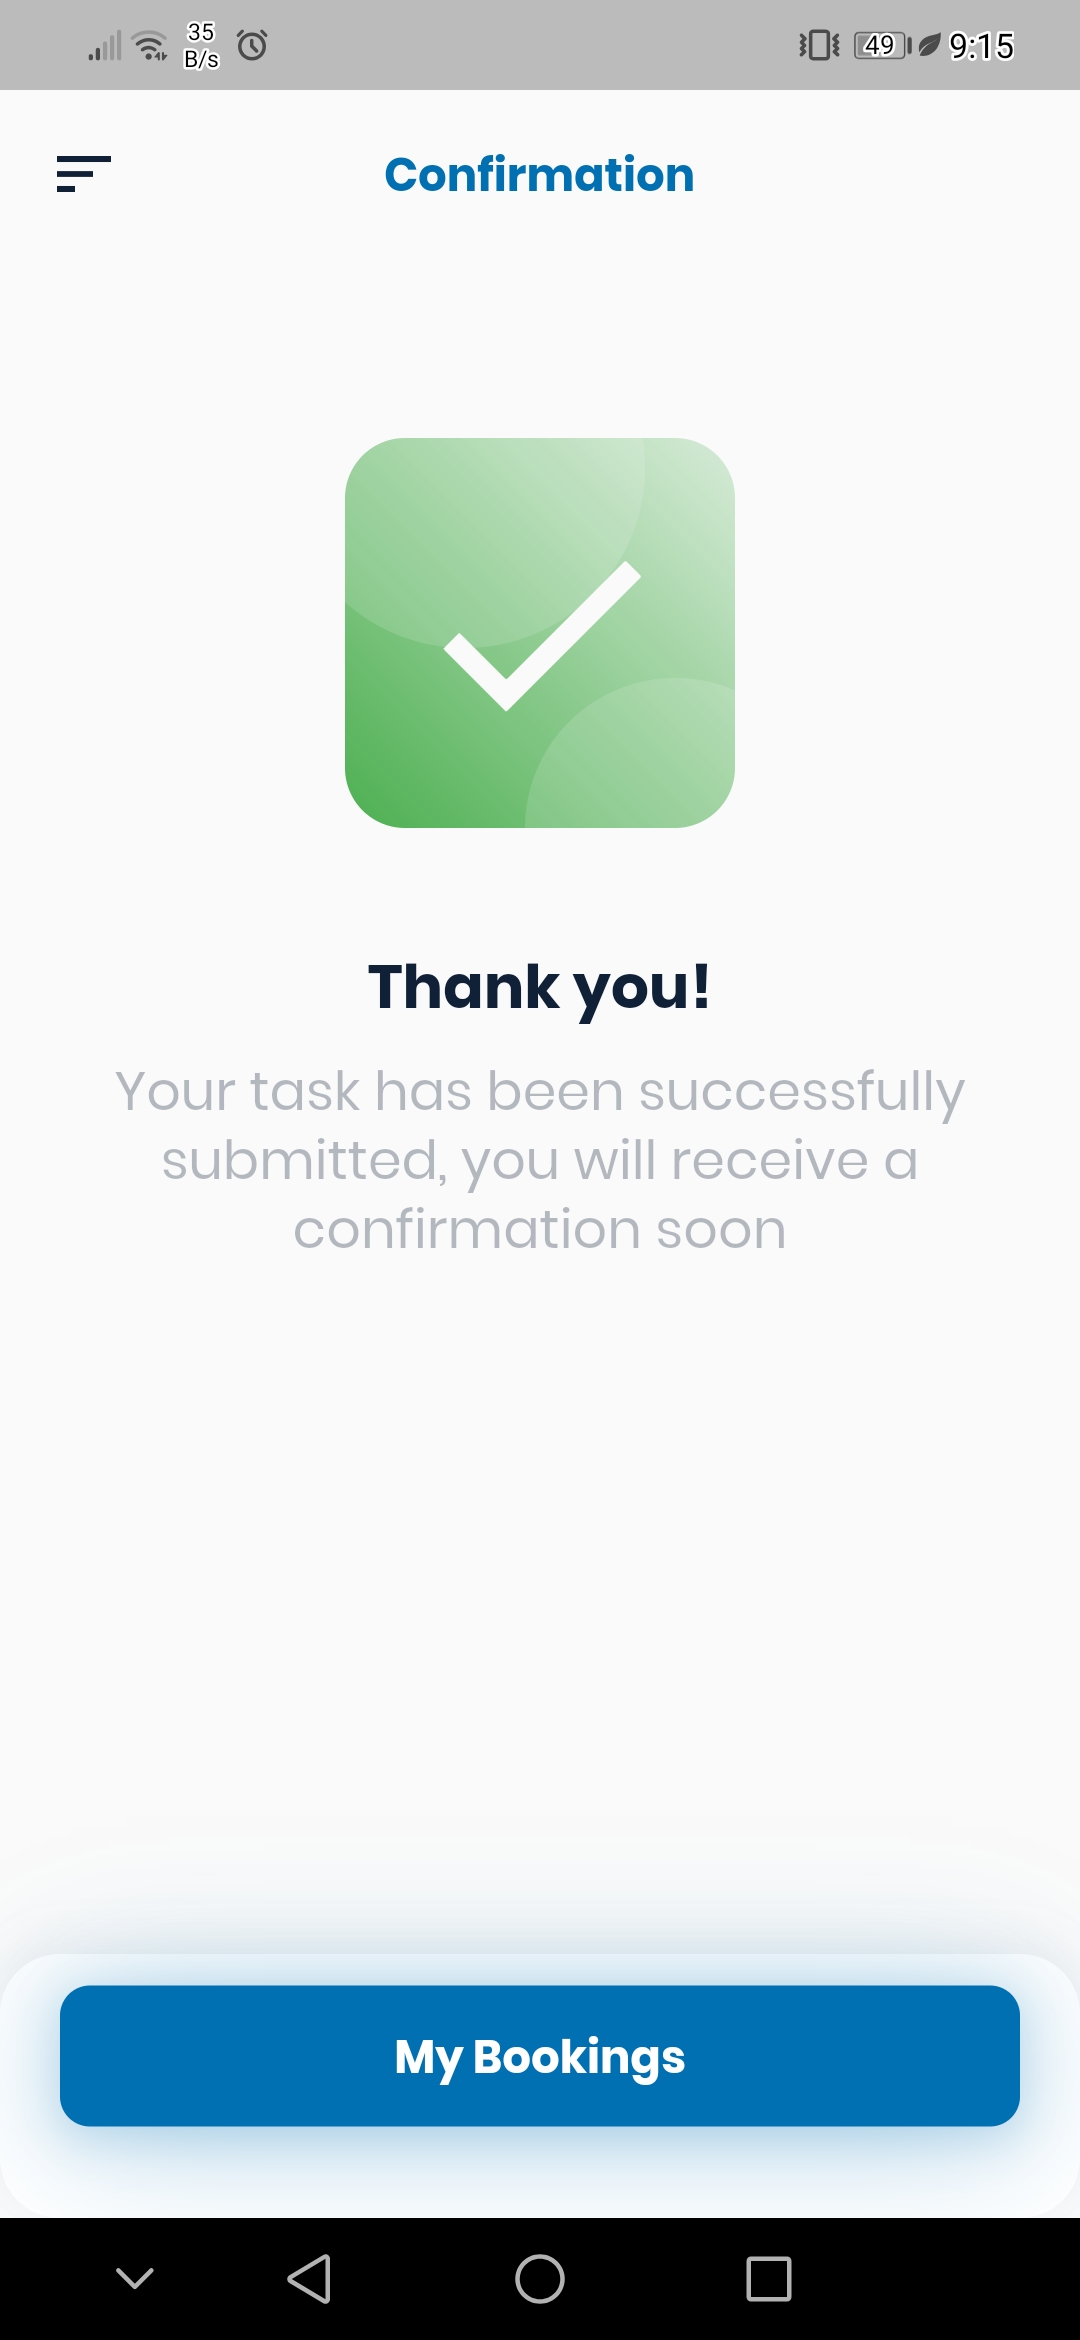 35
B/s
49
9:15
Confirmation
Thank you!
Your task has been successfully
submitted, you will receive a
confirmation soon
My Bookings